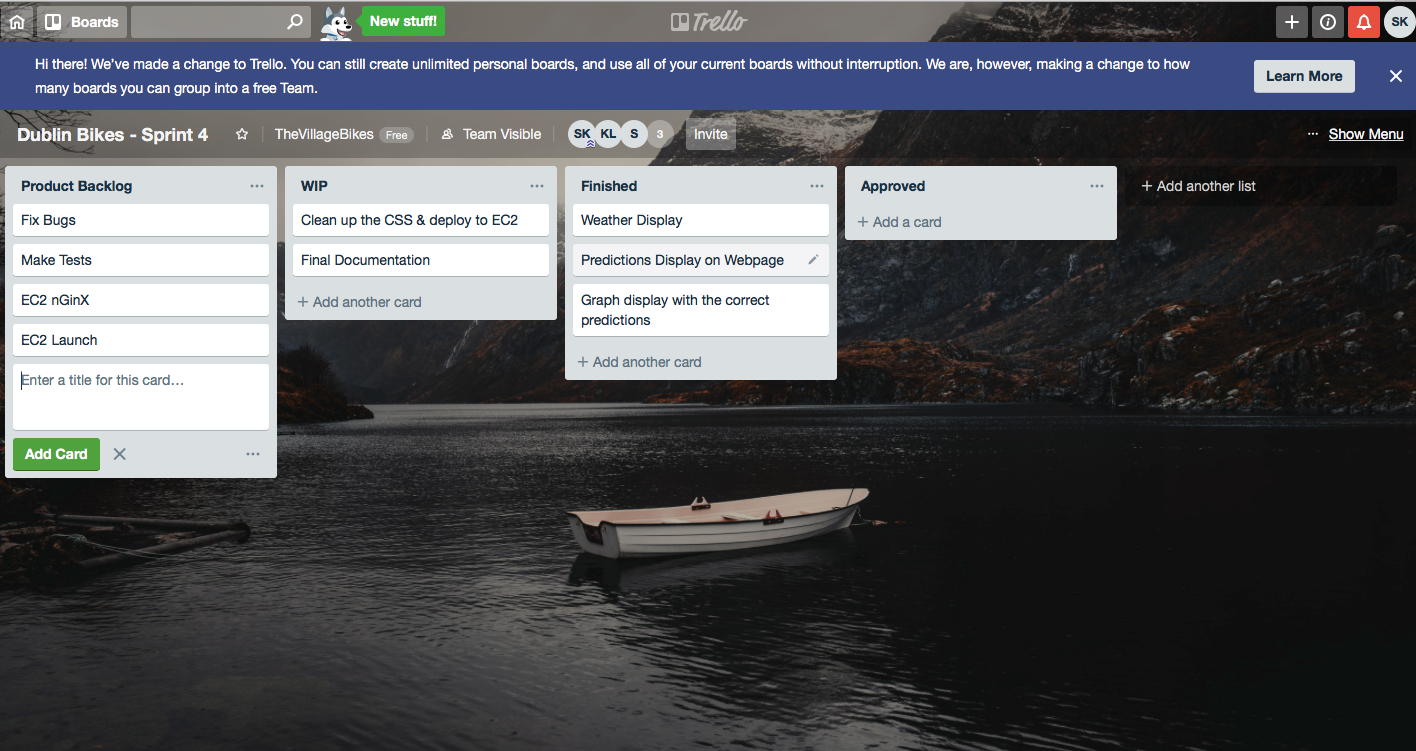 Boards
New stuff!
Trello
SK
Hi there! We've made a change to Trello. You can still create unlimited personal boards, and use all of your current boards without interruption. We are, however, making a change to how
many boards you can group into a free Team.
Learn More
Dublin Bikes - Sprint 4
TheVillageBikes Free
Team Visible
SK KL S 3
Invite
... Show Menu
Product Backlog
Fix Bugs
Make Tests
EC2 nGinX
EC2 Launch
Enter a title for this card…
Add Card
WIP
Clean up the CSS & deploy to EC2
Final Documentation
+ Add another card
Finished
Weather Display
Predictions Display on Webpage
Graph display with the correct
predictions
+ Add another card
Approved
+ Add a card
+ Add another list